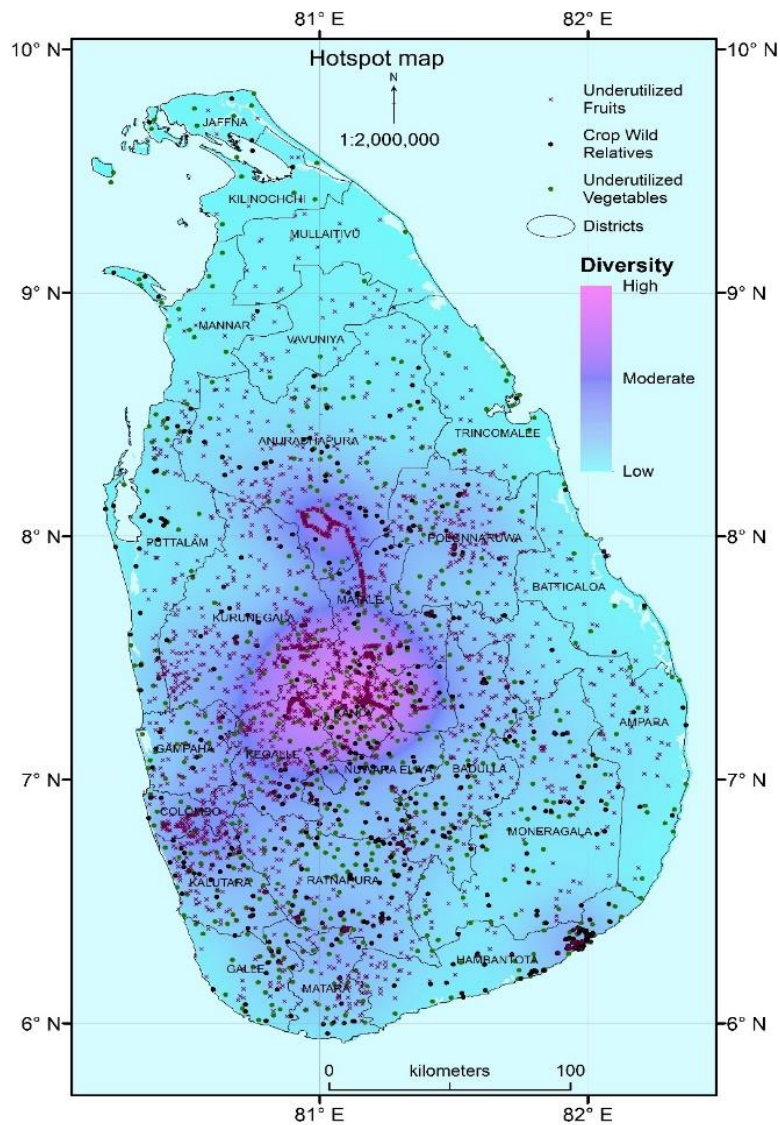 81° E
82° E
10° N
10° N
Hotspot map
N
1:2,000,000
Underutilized
Fruits
Crop Wild
Relatives
Underutilized
Vegetables
Districts
Diversity
High
Moderate
Low
JAFFNA
KILINOCHCHI
MULLAITIVU
9° N
9° N
MANNAR
VAVUNIYA
ANURADHAPURA
TRINCOMALEE
8° N
8° N
PUTTALAM
POLONNARUWA
BATTICALOA
MATALE
KURUNEGALA
KANDY
AMPARA
GAMPAHA
KEGALLE
NUWARA ELIYA
BADULLA
7° N
7° N
COLOMBO
MONERAGALA
KALUTARA
RATNAPURA
HAMBANTOTA
GALLE
MATARA
6° N
6° N
0
kilometers
100
81° E
82° E